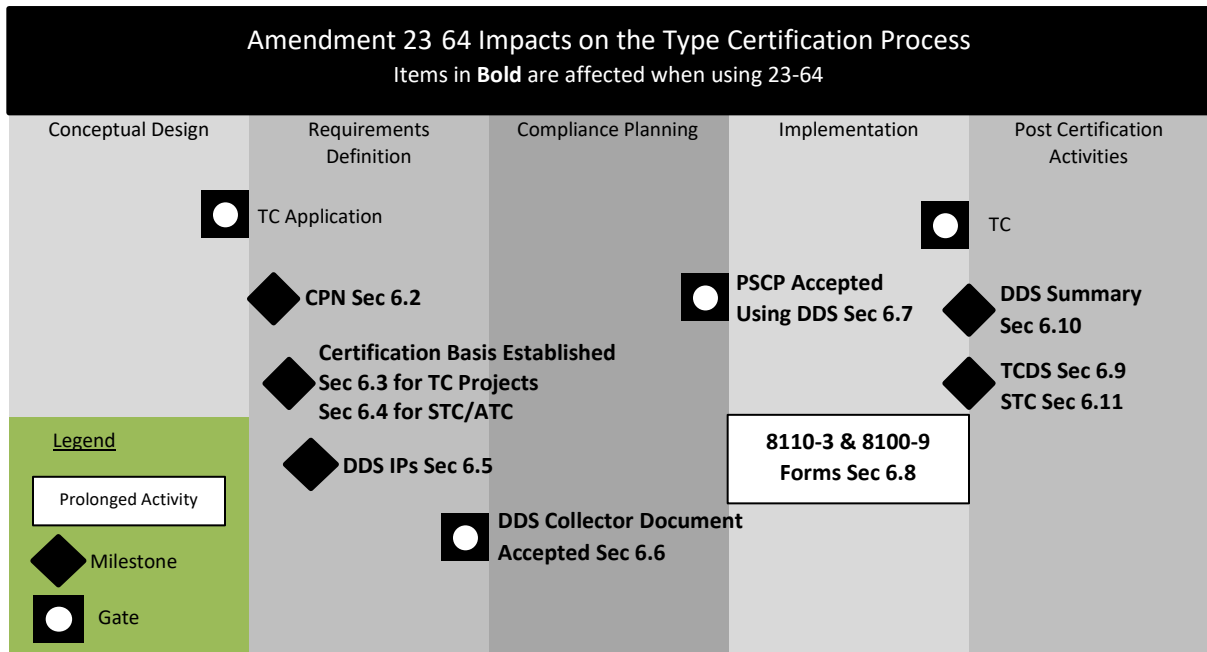 Amendment 23 64 Impacts on the Type Certification Process
Items in Bold are affected when using 23-64
Conceptual Design
Requirements
Definition
Compliance Planning
Implementation
Post Certification
Activities
TC Application
TC
CPN Sec 6.2
PSCP Accepted
Using DDS Sec 6.7
DDS Summary
Sec 6.10
Certification Basis Established
Sec 6.3 for TC Projects
Sec 6.4 for STC/ATC
TCDS Sec 6.9
STC Sec 6.11
8110-3 & 8100-9
Forms Sec 6.8
DDS IPs Sec 6.5
DDS Collector Document
Accepted Sec 6.6
Legend
Prolonged Activity
Milestone
Gate